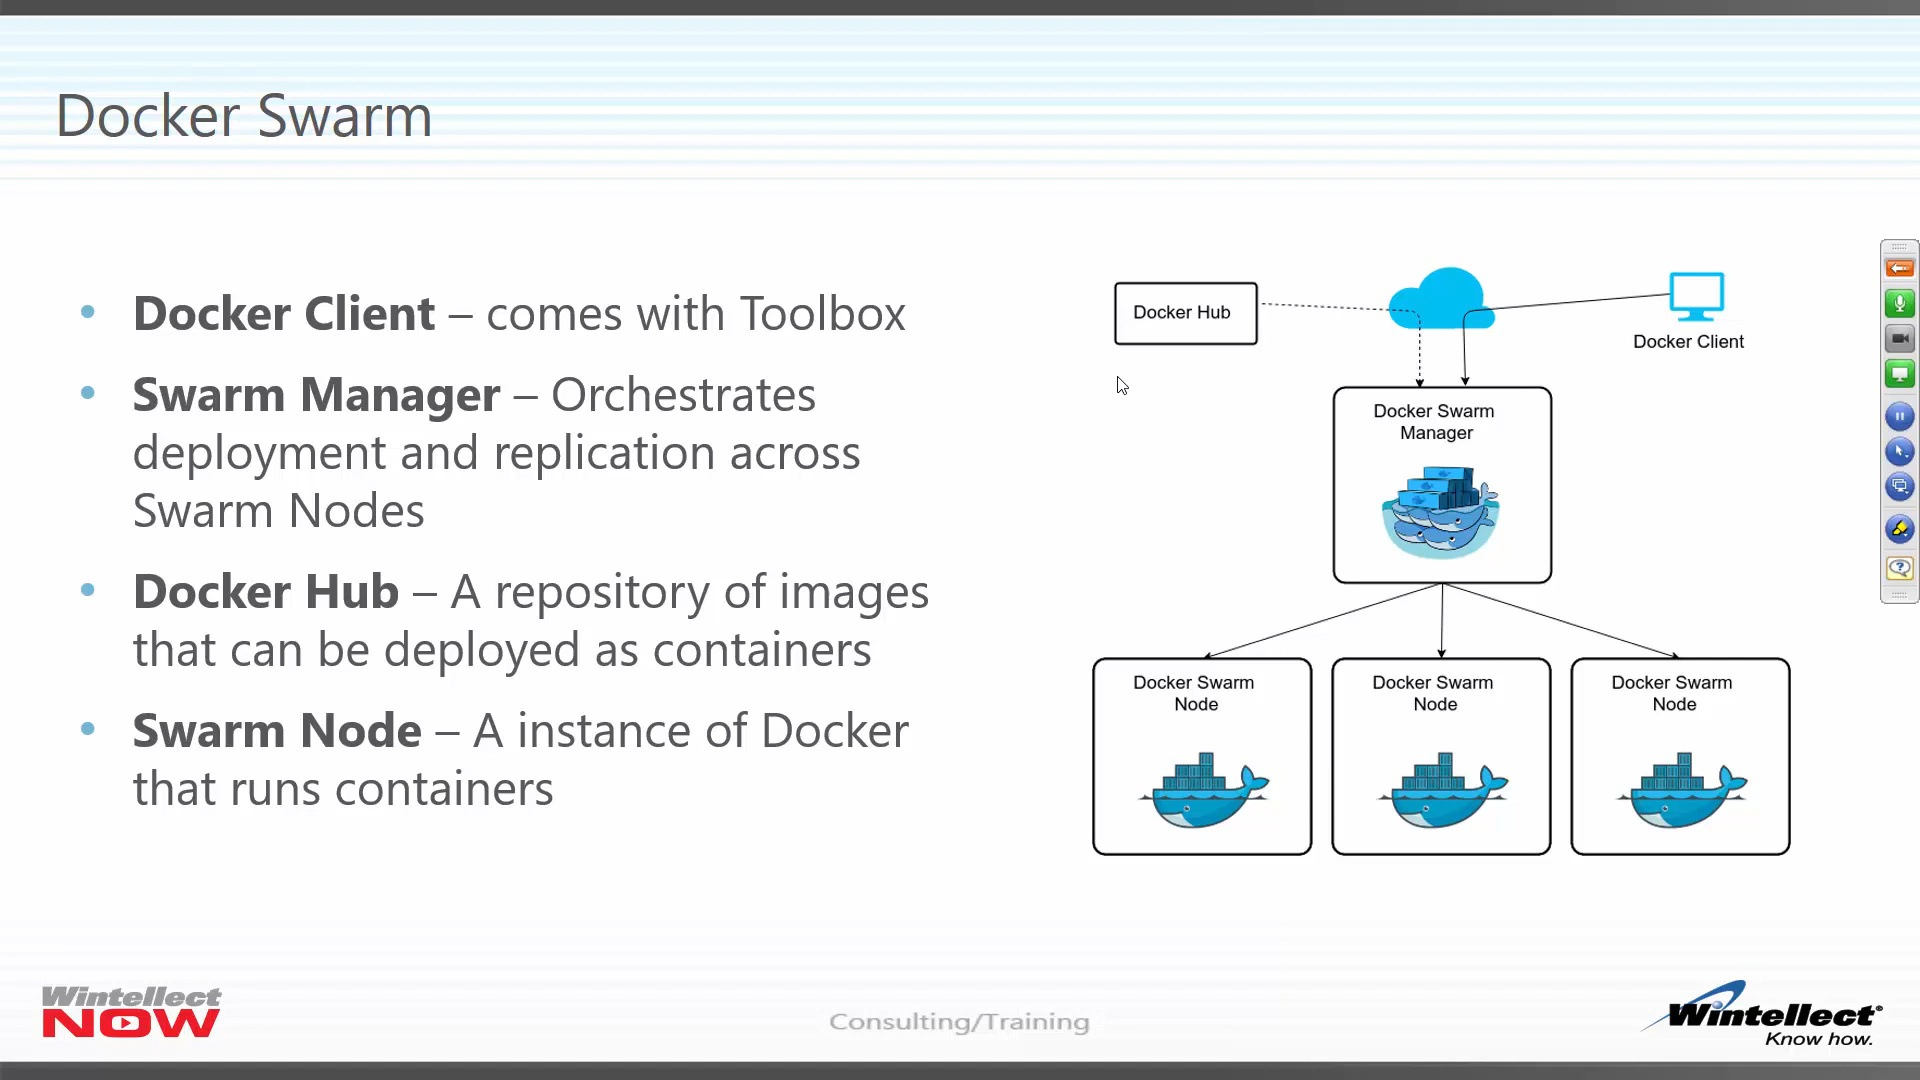 Docker Swarm
• Docker Client – comes with Toolbox
• Swarm Manager – Orchestrates
deployment and replication across
Swarm Nodes
• Docker Hub – A repository of images
that can be deployed as containers
• Swarm Node – A instance of Docker
that runs containers
Docker Hub
Docker Client
Docker Swarm
Manager
Docker Swarm
Node
Docker Swarm
Node
Docker Swarm
Node
Wintellect
NOW
Consulting/Training
Wintellect®
Know how.